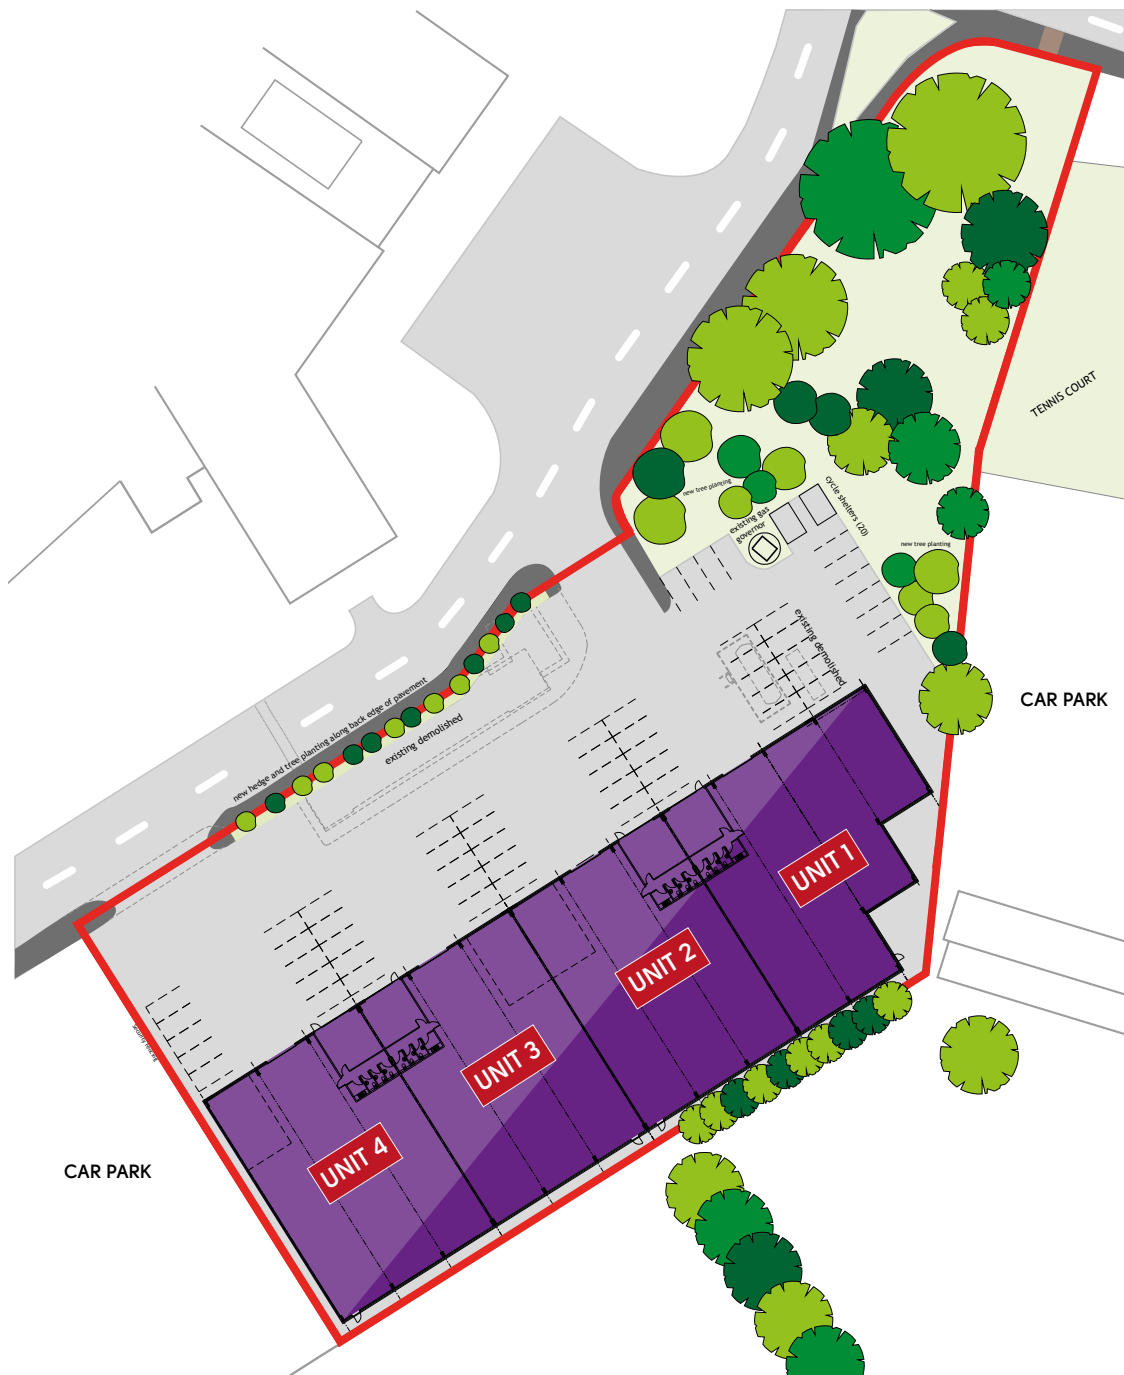 TENNIS COURT
new tree planting
cycle shelters (20)
existing gas
governor
new tree planting
existing demolished
CAR PARK
new hedge and tree planting along back edge of pavement
existing demolished
UNIT 1
UNIT 2
UNIT 3
UNIT 4
CAR PARK